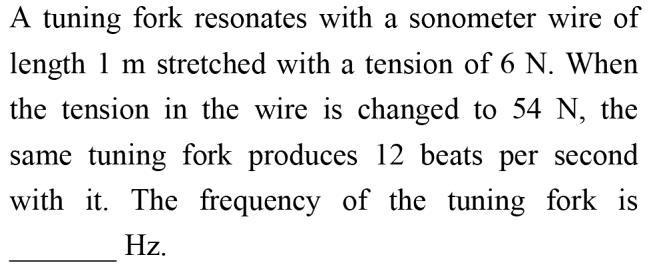 A tuning fork resonates with a sonometer wire of
length 1 m stretched with a tension of 6 N. When
the tension in the wire is changed to 54 N, the
same tuning fork produces 12 beats per second
with it. The frequency of the tuning fork is
________ Hz.